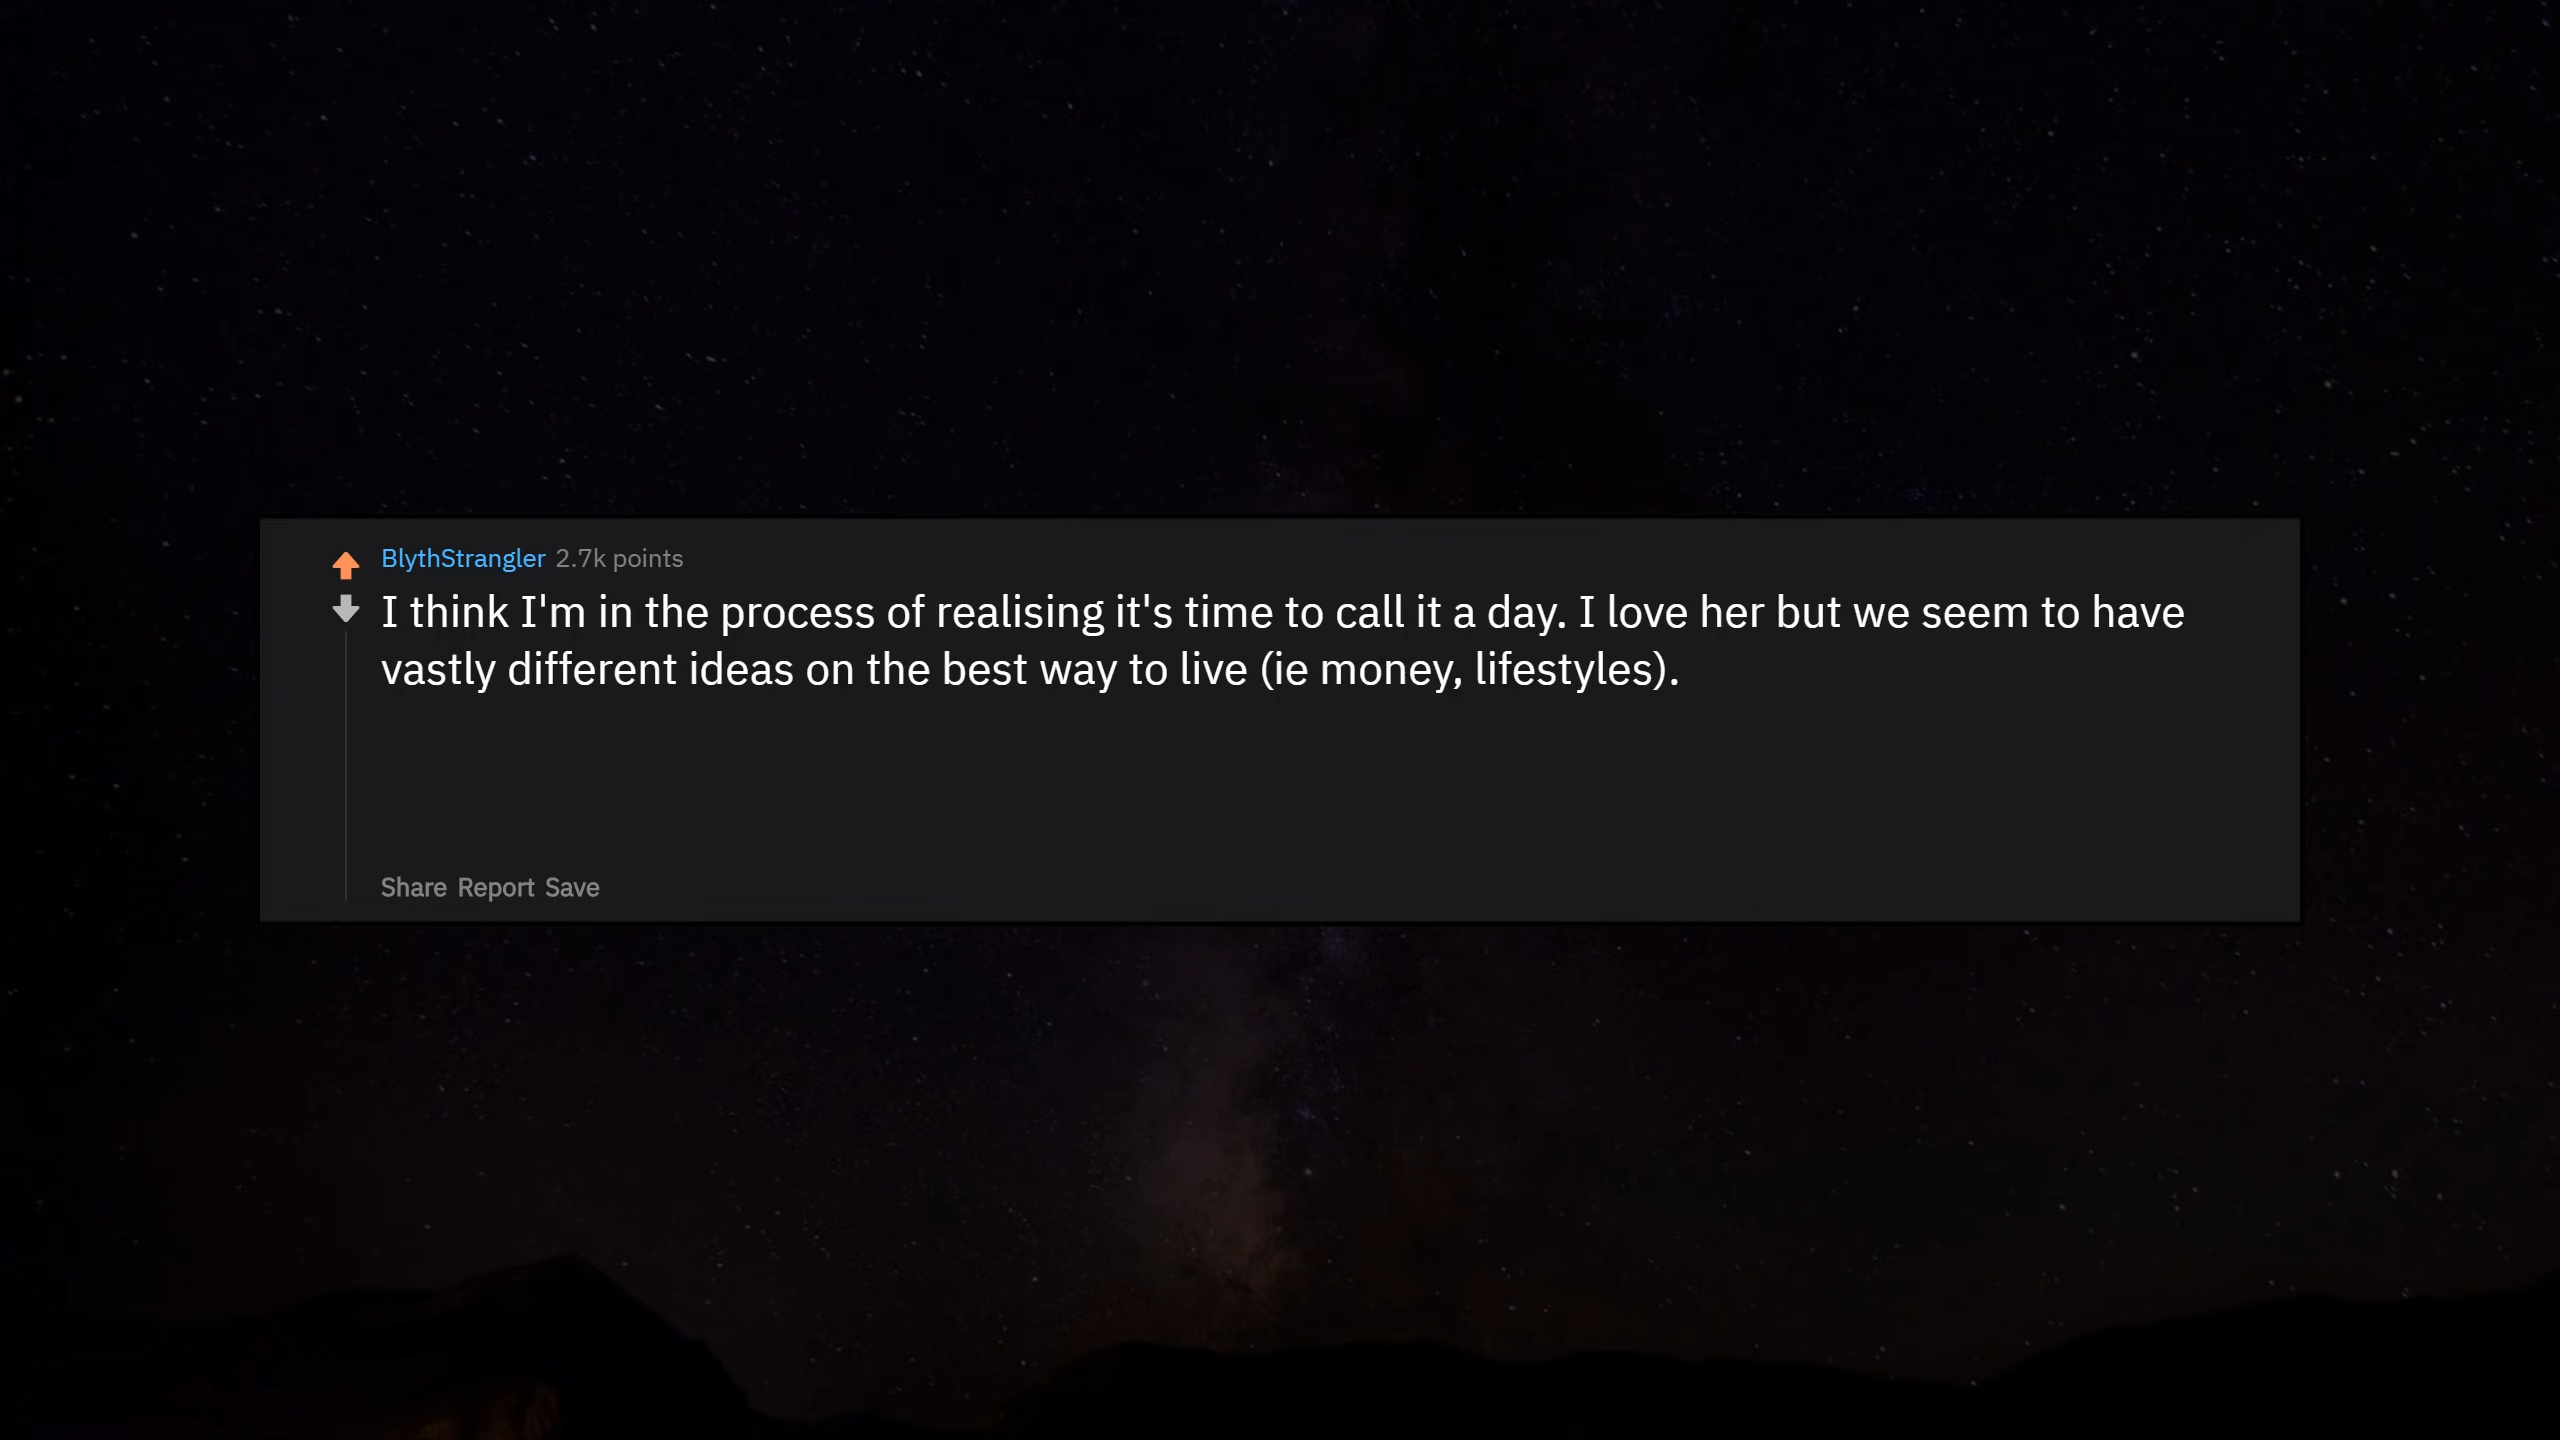 BlythStrangler 2.7k points
I think I'm in the process of realising it's time to call it a day. I love her but we seem to have
vastly different ideas on the best way to live (ie money, lifestyles).
Share Report Save